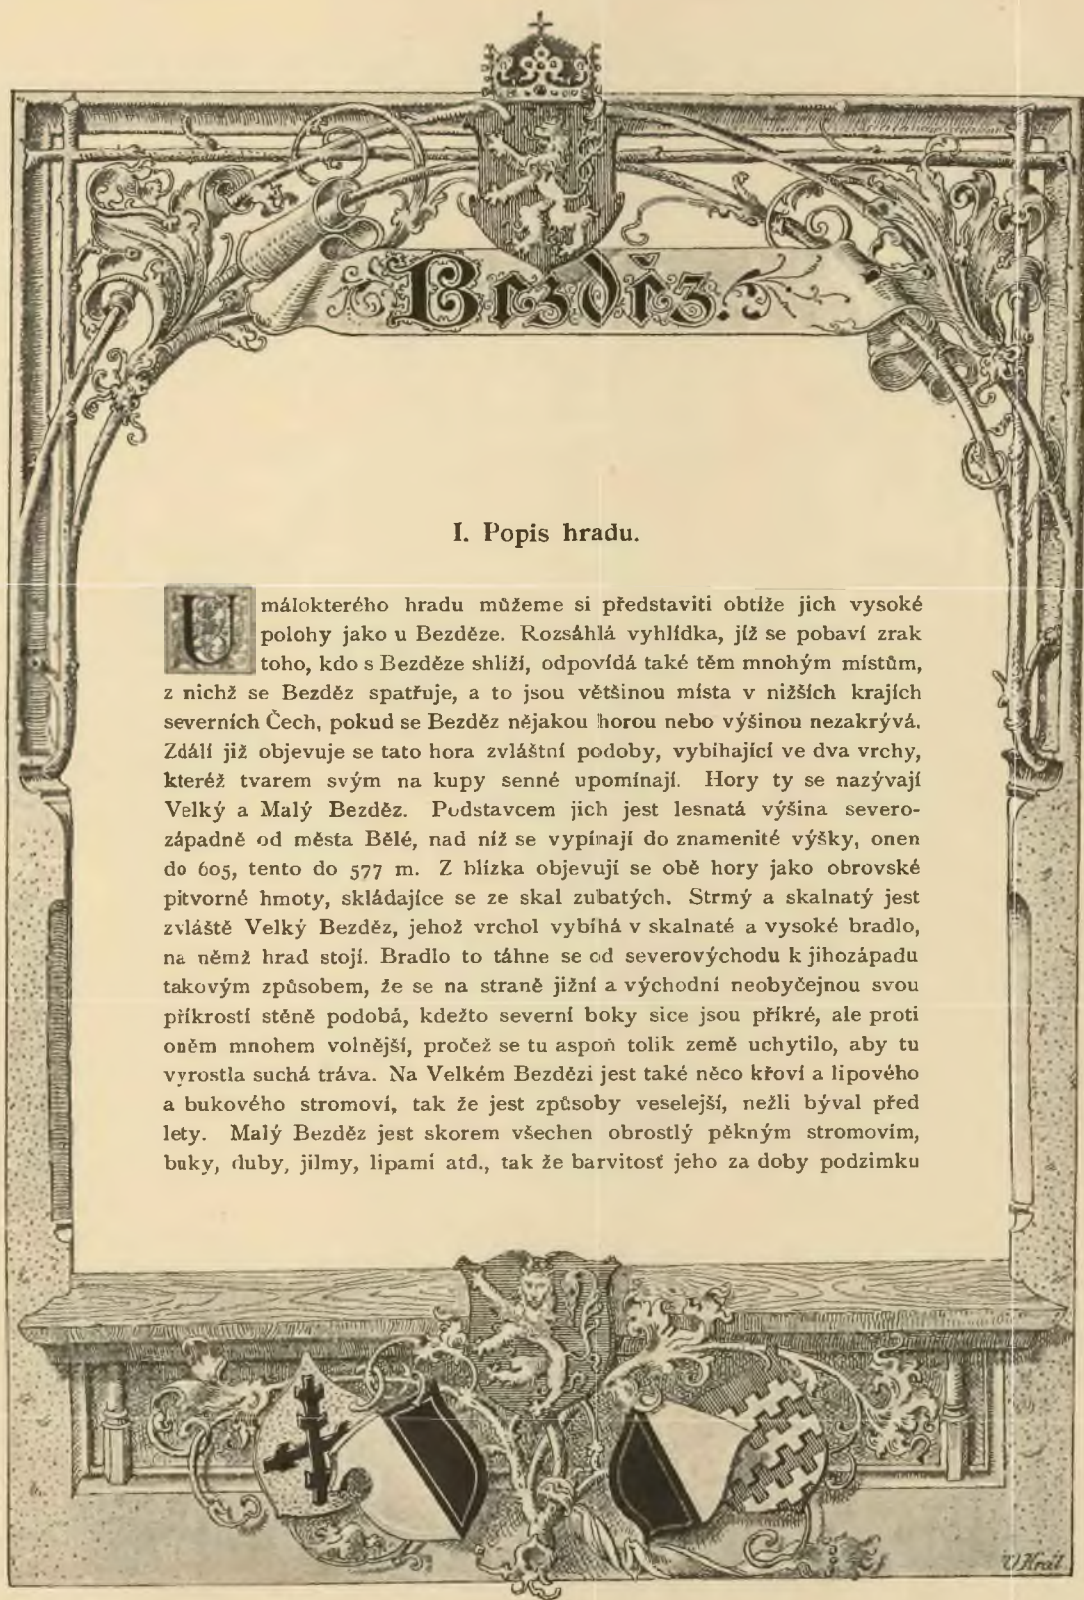 Bezděz.
I. Popis hradu.
U málokterého hradu můžeme si představiti obtíže jich vysoké
polohy jako u Bezděze. Rozsáhlá vyhlídka, jíž se pobaví zrak
toho, kdo s Bezděze shlíží, odpovídá také těm mnohým místům,
z nichž se Bezděz spatřuje, a to jsou většinou místa v nižších krajích
severních Čech, pokud se Bezděz nějakou horou nebo výšinou nezakrývá.
Zdálí již objevuje se tato hora zvláštní podoby, vybíhající ve dva vrchy,
kteréž tvarem svým na kupy senné upomínají. Hory ty se nazývají
Velký a Malý Bezděz. Podstavcem jich jest lesnatá výšina severo-
západně od města Bělé, nad níž se vypínají do znamenité výšky, onen
do 605, tento do 577 m. Z blízka objevují se obě hory jako obrovské
pitvorné hmoty, skládajíce se ze skal zubatých. Strmý a skalnatý jest
zvláště Velký Bezděz, jehož vrchol vybíhá v skalnaté a vysoké bradlo,
na němž hrad stojí. Bradlo to táhne se od severovýchodu k jihozápadu
takovým způsobem, že se na straně jižní a východní neobyčejnou svou
příkrostí stěně podobá, kdežto severní boky sice jsou příkré, ale proti
oněm mnohem volnější, pročež se tu aspoň tolik země uchytilo, aby tu
vyrostla suchá tráva. Na Velkém Bezdězi jest také něco křoví a lipového
a bukového stromoví, tak že jest způsoby veselejší, nežli býval před
lety. Malý Bezděz jest skorem všechen obrostlý pěkným stromovím,
buky, duby, jilmy, lipami atd., tak že barvitosť jeho za doby podzimku
V. Král